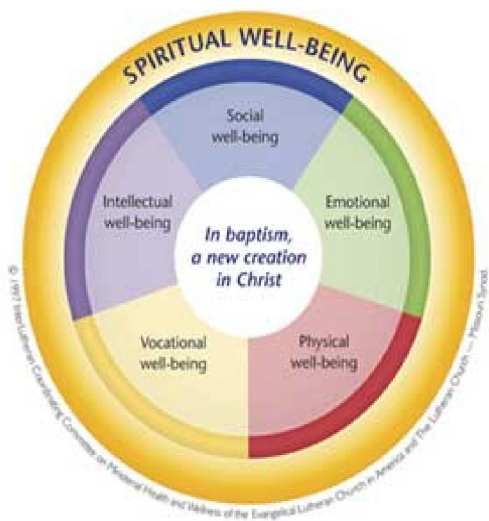 SPIRITUAL WELL-BEING
Social
well-being
Intellectual
well-being
Emotional
well-being
In baptism,
a new creation
in Christ
Vocational
well-being
Physical
well-being
© 1997 InterLutheran Coordinating Committee on Ministerial Health and Wellness of the Evangelical Lutheran Church in America and The Lutheran Church — Missouri Synod.